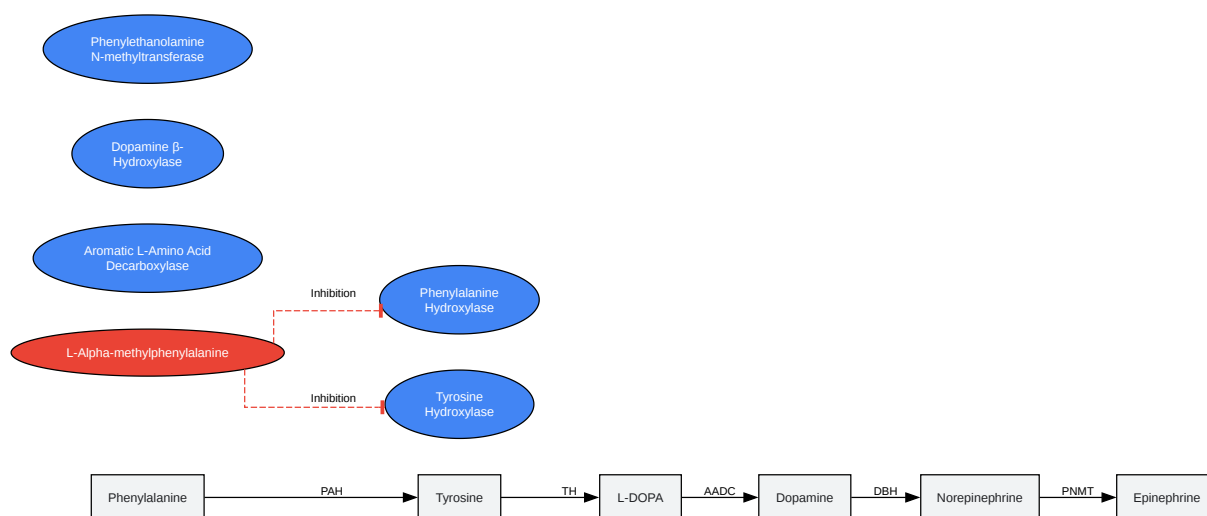 Phenylethanolamine
N-methyltransferase
Dopamine β-
Hydroxylase
Aromatic L-Amino Acid
Decarboxylase
Inhibition
Phenylalanine
Hydroxylase
L-Alpha-methylphenylalanine
Inhibition
Tyrosine
Hydroxylase
Phenylalanine PAH Tyrosine TH L-DOPA AADC Dopamine DBH Norepinephrine PNMT Epinephrine